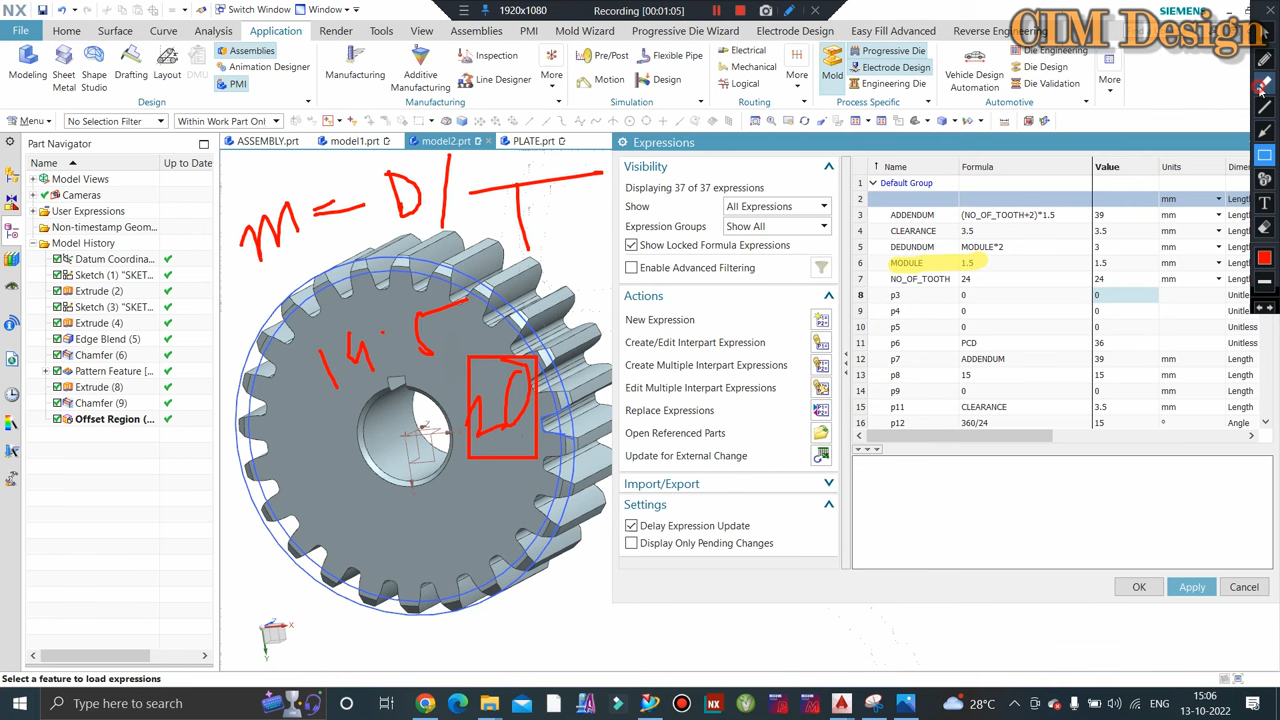 NX Switch Window Window 1920x1080 Recording [00:01:05] SIEMENS
CIM Design
File Home Surface Curve Analysis Application Render Tools View Assemblies PMI Mold Wizard Progressive Die Wizard Electrode Design Easy Fill Advanced Reverse Engineering
Modeling Sheet Metal Shape Studio Drafting Layout DMU Assemblies Animation Designer PMI Manufacturing Additive Manufacturing Inspection Line Designer More Pre/Post Motion Flexible Pipe Design Electrical Mechanical Logical More Mold Progressive Die Electrode Design Engineering Die Vehicle Design Automation Die Engineering Die Design Die Validation More
Design Manufacturing Simulation Routing Process Specific Automotive
Menu No Selection Filter Within Work Part Only
Part Navigator ASSEMBLY.prt model1.prt model2.prt PLATE.prt Expressions
Name Up to Date
Model Views
Cameras
User Expressions
Non-timestamp Geom...
Model History
Datum Coordina...
Sketch (1) "SKET...
Extrude (2)
Sketch (3) "SKET...
Extrude (4)
Edge Blend (5)
Chamfer (6)
Pattern Feature [...
Extrude (8)
Chamfer (9)
Offset Region (...
m = D/T
14.5
20
X
Y
Z
Visibility
Displaying 37 of 37 expressions
Show All Expressions
Expression Groups Show All
Show Locked Formula Expressions
Enable Advanced Filtering
Actions
New Expression
Create/Edit Interpart Expression
Create Multiple Interpart Expressions
Edit Multiple Interpart Expressions
Replace Expressions
Open Referenced Parts
Update for External Change
Import/Export
Settings
Delay Expression Update
Display Only Pending Changes
Name Formula Value Units Dimen
1 Default Group
2 mm Length
3 ADDENDUM (NO_OF_TOOTH+2)*1.5 39 mm Length
4 CLEARANCE 3.5 3.5 mm Length
5 DEDUNDUM MODULE*2 3 mm Length
6 MODULE 1.5 1.5 mm Length
7 NO_OF_TOOTH 24 24 mm Length
8 p3 0 0 Unitless
9 p4 0 0 Unitless
10 p5 0 0 Unitless
11 p6 PCD 36 mm Length
12 p7 ADDENDUM 39 mm Length
13 p8 15 15 mm Length
14 p9 0 0 mm Length
15 p11 CLEARANCE 3.5 mm Length
16 p12 360/24 15 ° Angle
OK Apply Cancel
Select a feature to load expressions
Type here to search 28°C ENG 15:06
13-10-2022